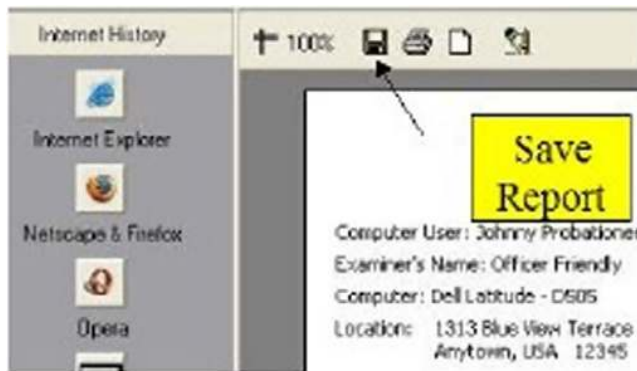 Internet History
100%
Internet Explorer
Netscape & Firefox
Opera
Save
Report
Computer User: Johnny Probationer
Examiner's Name: Officer Friendly
Computer: Dell Latitude - D505
Location: 1313 Blue View Terrace
Anytown, USA 12345